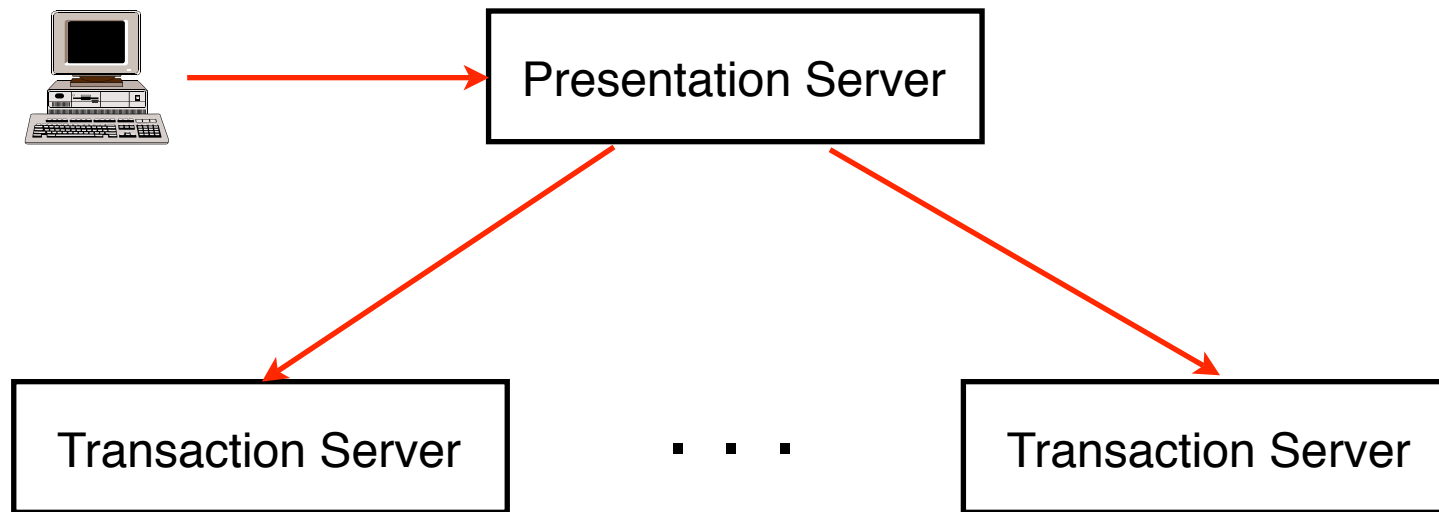 Presentation Server
Transaction Server
. . .
Transaction Server